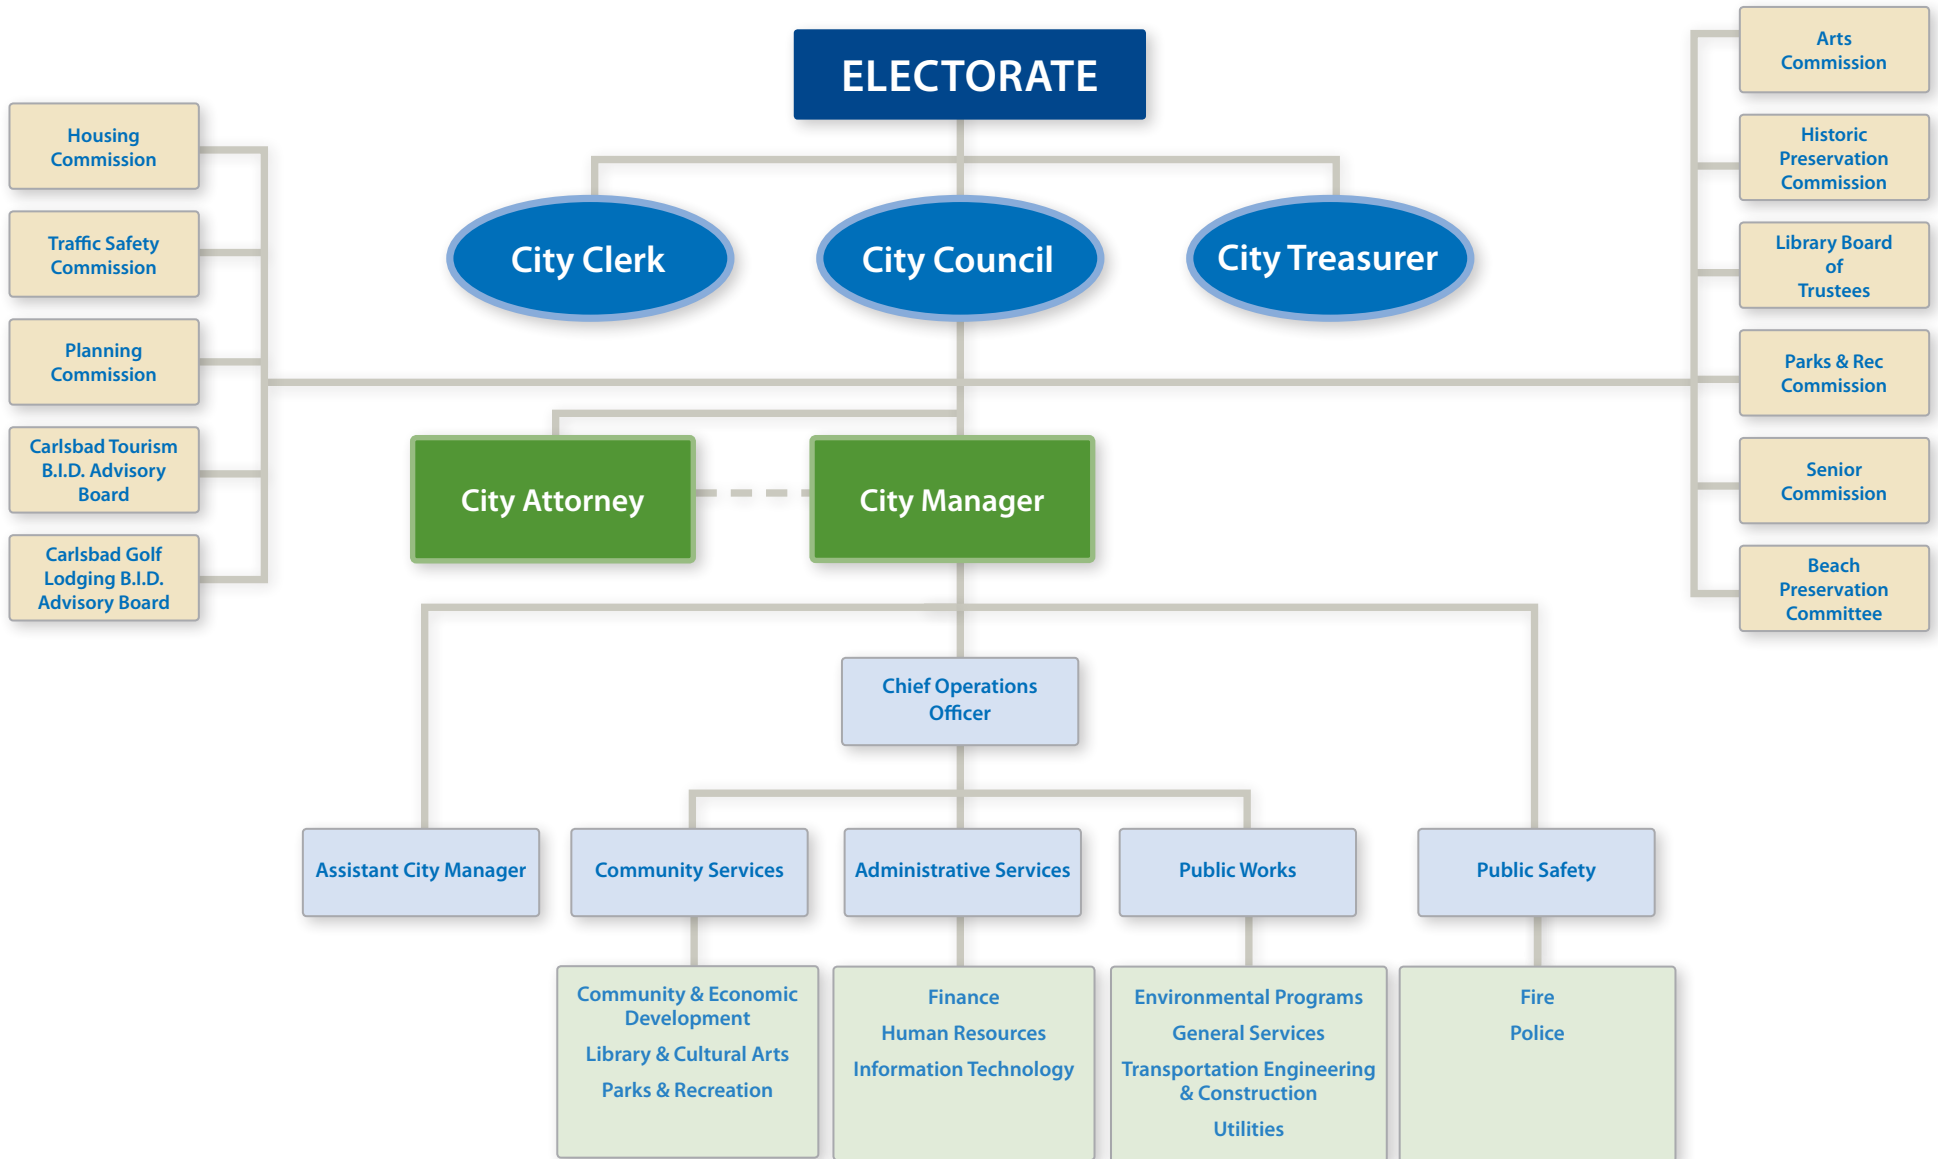 ELECTORATE
City Clerk
City Council
City Treasurer
Housing
Commission
Traffic Safety
Commission
Planning
Commission
Carlsbad Tourism
B.I.D. Advisory
Board
Carlsbad Golf
Lodging B.I.D.
Advisory Board
Arts
Commission
Historic
Preservation
Commission
Library Board
of
Trustees
Parks & Rec
Commission
Senior
Commission
Beach
Preservation
Committee
City Attorney
City Manager
Chief Operations
Officer
Assistant City Manager
Community Services
Administrative Services
Public Works
Public Safety
Community & Economic
Development
Library & Cultural Arts
Parks & Recreation
Finance
Human Resources
Information Technology
Environmental Programs
General Services
Transportation Engineering
& Construction
Utilities
Fire
Police